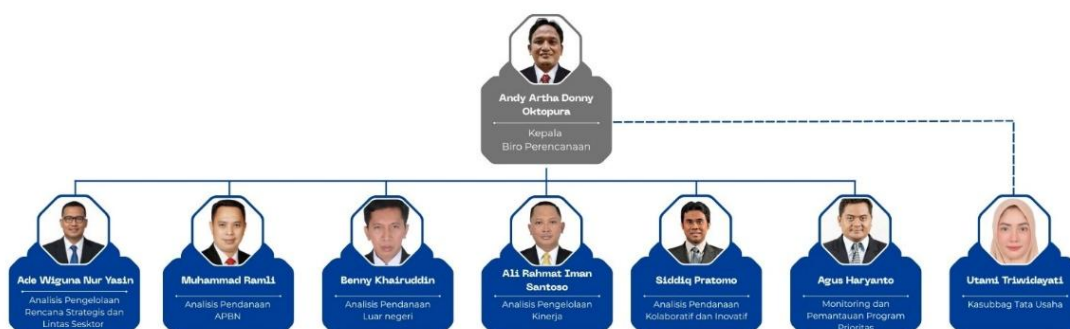 Andy Artha Donny
Oktopura
Kepala
Biro Perencanaan
Ade Wiguna Nur Yasin
Analisis Pengelolaan
Rencana Strategis dan
Lintas Sesktor
Muhammad Ramli
Analisis Pendanaan
APBN
Benny Khairuddin
Analisis Pendanaan
Luar negeri
Ali Rahmat Iman
Santoso
Analisis Pengelolaan
Kinerja
Siddiq Pratomo
Analisis Pendanaan
Kolaboratif dan Inovatif
Agus Haryanto
Monitoring dan
Pemantauan Program
Prioritas
Utami Triwidayati
Kasubbag Tata Usaha